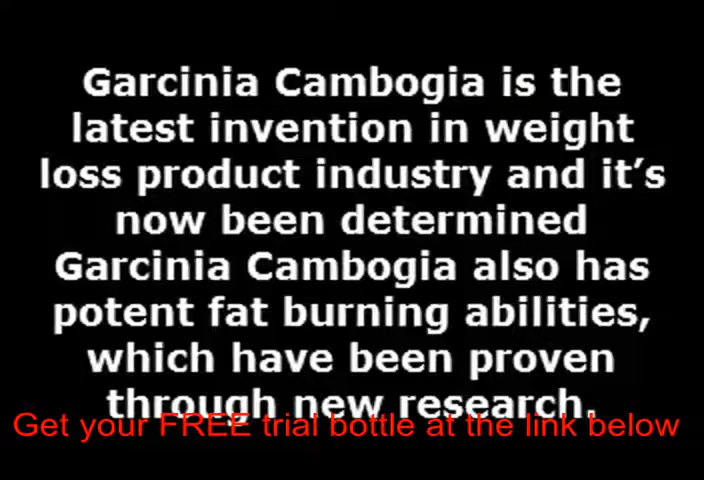 Garcinia Cambogia is the
latest invention in weight
loss product industry and it’s
now been determined
Garcinia Cambogia also has
potent fat burning abilities,
which have been proven
through new research.
Get your FREE trial bottle at the link below